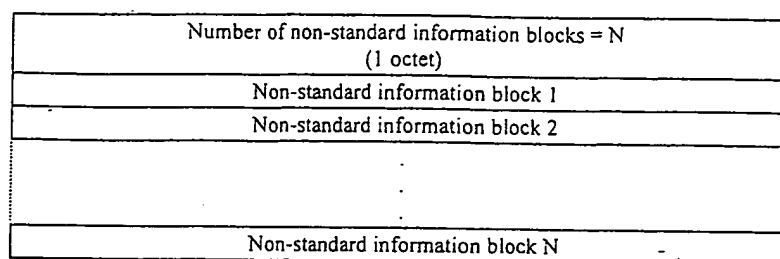 Number of non-standard information blocks = N
(1 octet)
Non-standard information block 1
Non-standard information block 2
.
.
.
Non-standard information block N